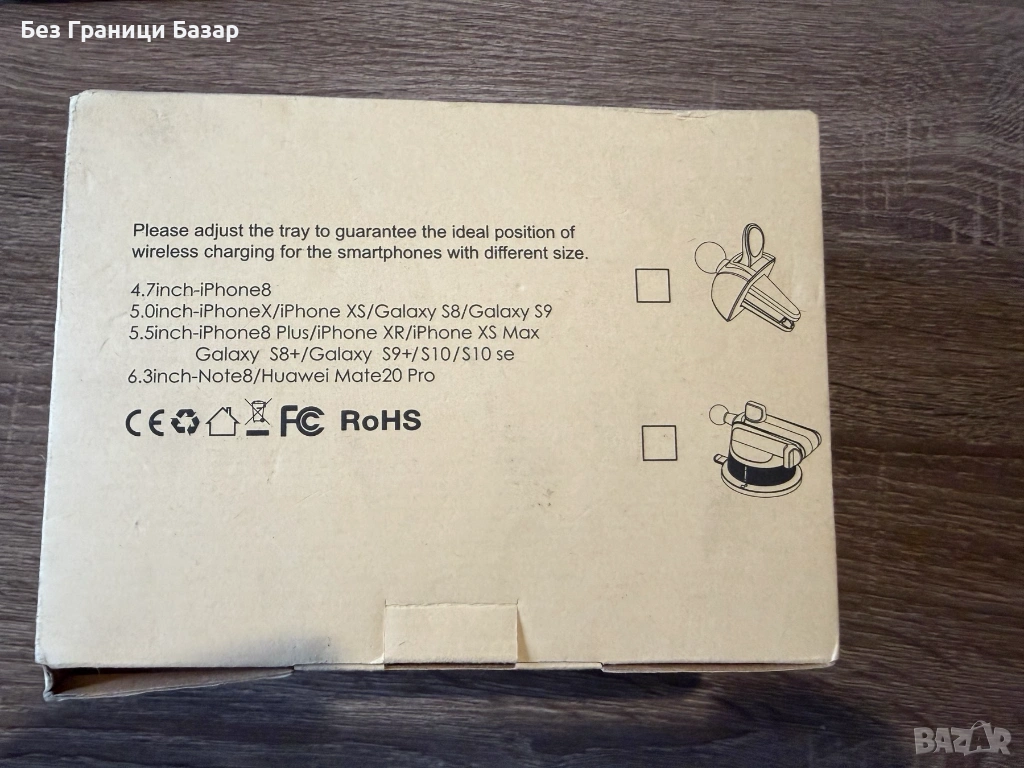 Без Граници Базар
Please adjust the tray to guarantee the ideal position of
wireless charging for the smartphones with different size.
4.7inch-iPhone8
5.0inch-iPhoneX/iPhone XS/Galaxy S8/Galaxy S9
5.5inch-iPhone8 Plus/iPhone XR/iPhone XS Max
Galaxy S8+/Galaxy S9+/S10/S10 se
6.3inch-Note8/Huawei Mate20 Pro
CE FC RoHS
BAZAR